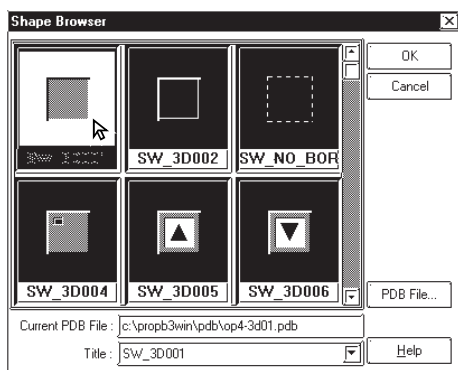 Shape Browser
OK
Cancel
SW_3D002 SW_NO_BOR
SW_3D004 SW_3D005 SW_3D006
PDB File...
Current PDB File : c:\propb3win\pdb\op4-3d01.pdb
Title : SW_3D001
Help